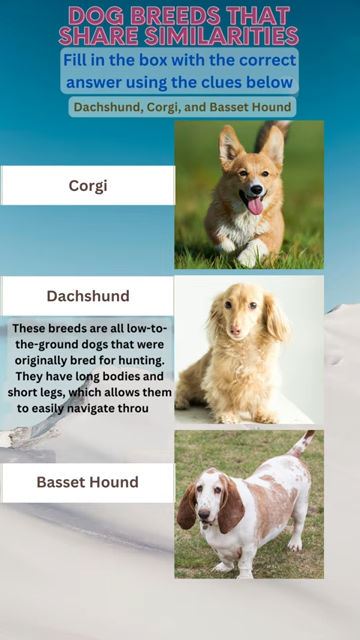 DOG BREEDS THAT
SHARE SIMILARITIES
Fill in the box with the correct
answer using the clues below
Dachshund, Corgi, and Basset Hound
Corgi
Dachshund
These breeds are all low-to-
the-ground dogs that were
originally bred for hunting.
They have long bodies and
short legs, which allows them
to easily navigate throu
Basset Hound